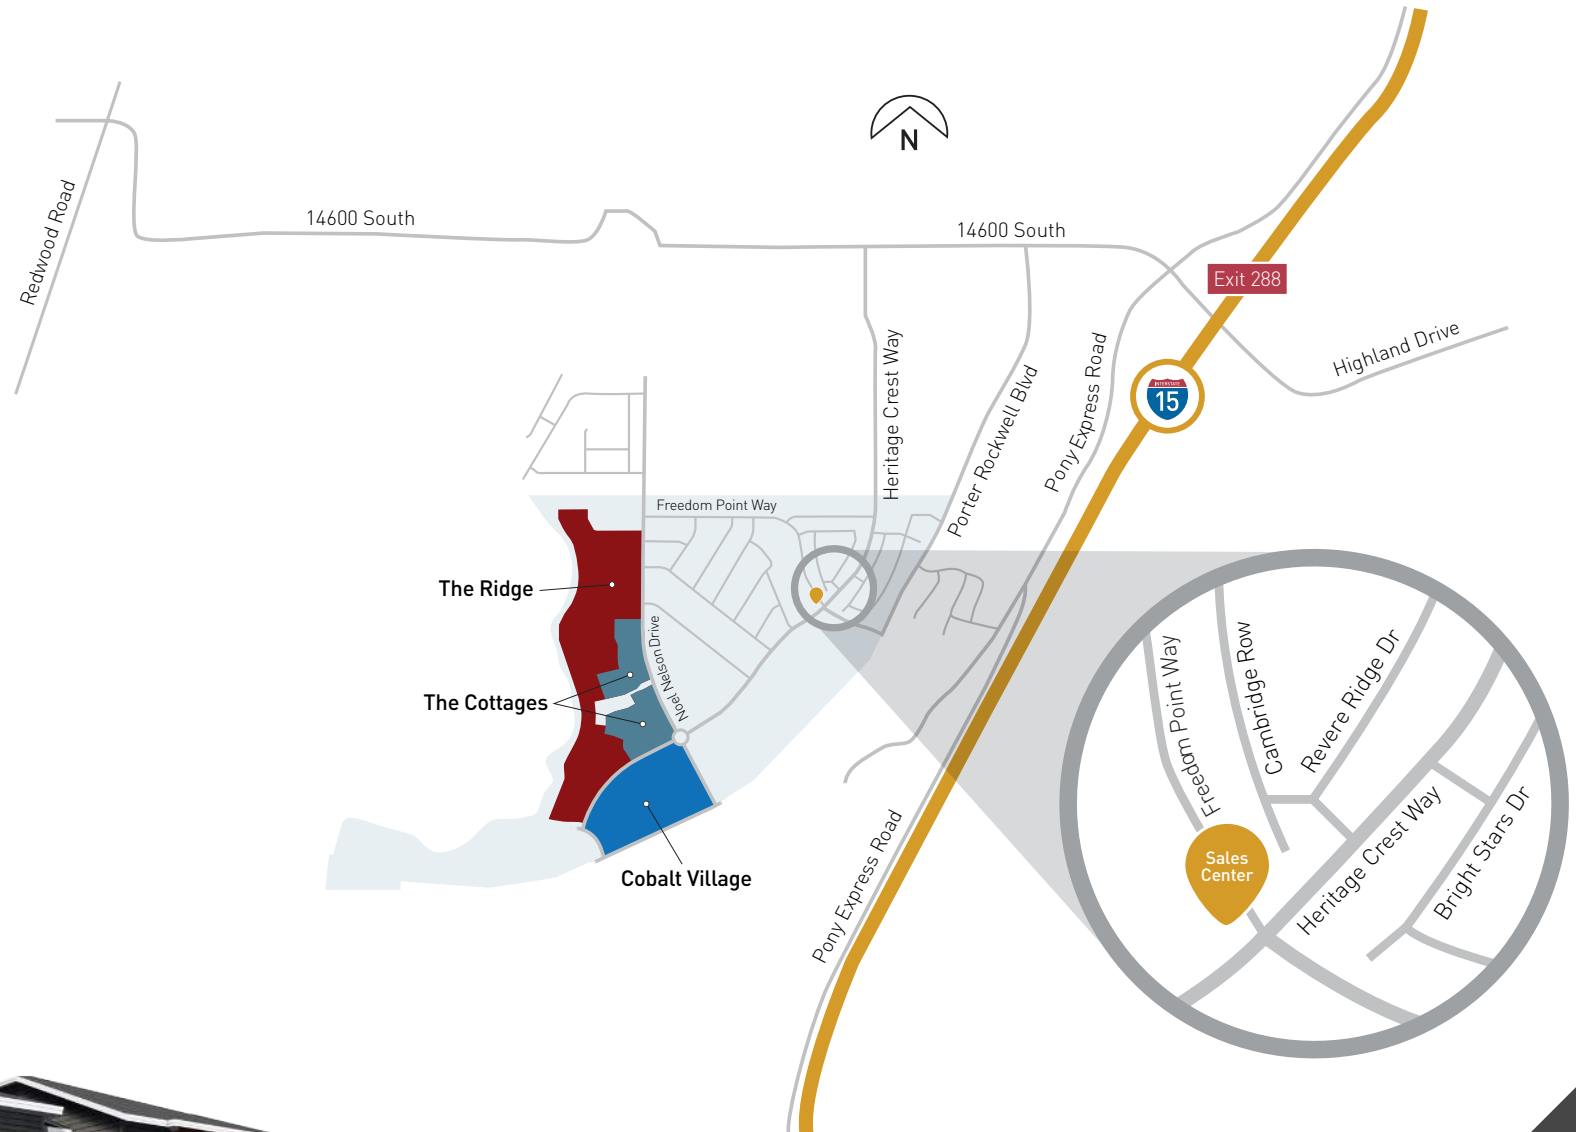 N
Redwood Road
14600 South
14600 South
Exit 288
Highland Drive
Heritage Crest Way
Porter Rockwell Blvd
Pony Express Road
INTERSTATE
15
Freedom Point Way
The Ridge
Noel Nelson Drive
The Cottages
Cobalt Village
Pony Express Road
Freedom Point Way
Cambridge Row
Revere Ridge Dr
Sales
Center
Heritage Crest Way
Bright Stars Dr